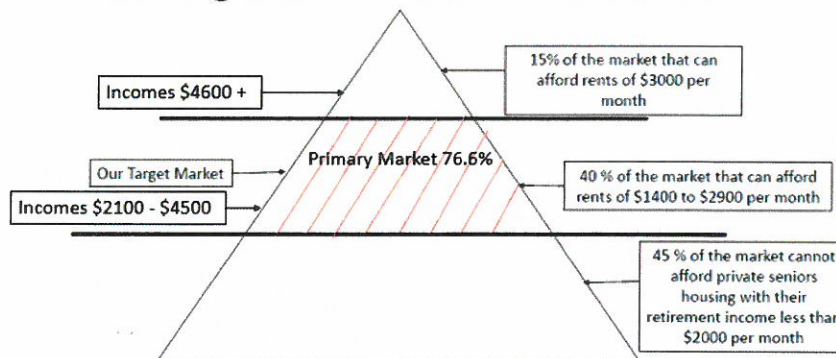 15% of the market that can
afford rents of $3000 per
month
Incomes $4600 +
Primary Market 76.6%
Our Target Market
40 % of the market that can afford
rents of $1400 to $2900 per month
Incomes $2100 - $4500
45 % of the market cannot
afford private seniors
housing with their
retirement income less than
$2000 per month